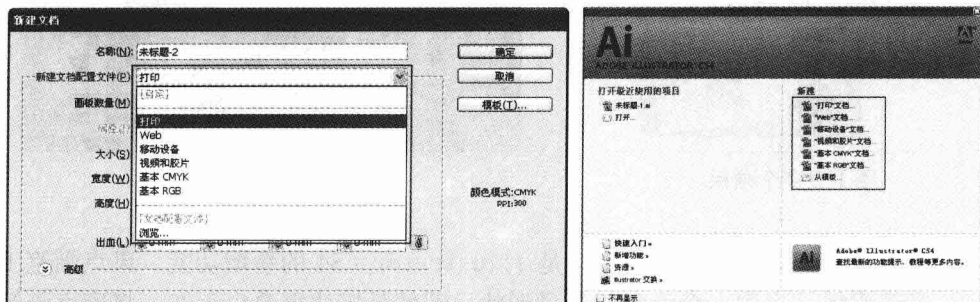 新建文档
名称(N): 未标题-2
确定
新建文档配置文件(P): 打印
取消
[自定]
画板数量(M)
模板(T)...
打印
Web
移动设备
大小(S)
视频和胶片
宽度(W)
基本 CMYK
基本 RGB
颜色模式:CMYK
PPI:300
高度(H)
浏览...
出血(L)
高级
Ai
ADOBE ILLUSTRATOR CS4
打开最近使用的项目
未标题-1.ai
打开...
新建
"打印"文档...
"Web"文档...
"移动设备"文档...
"视频和胶片"文档...
"基本 CMYK"文档...
"基本 RGB"文档...
从模板...
快速入门 »
新增功能 »
资源 »
Illustrator 交换 »
Adobe® Illustrator® CS4
查找最新的功能提示、教程等更多内容。
不再显示